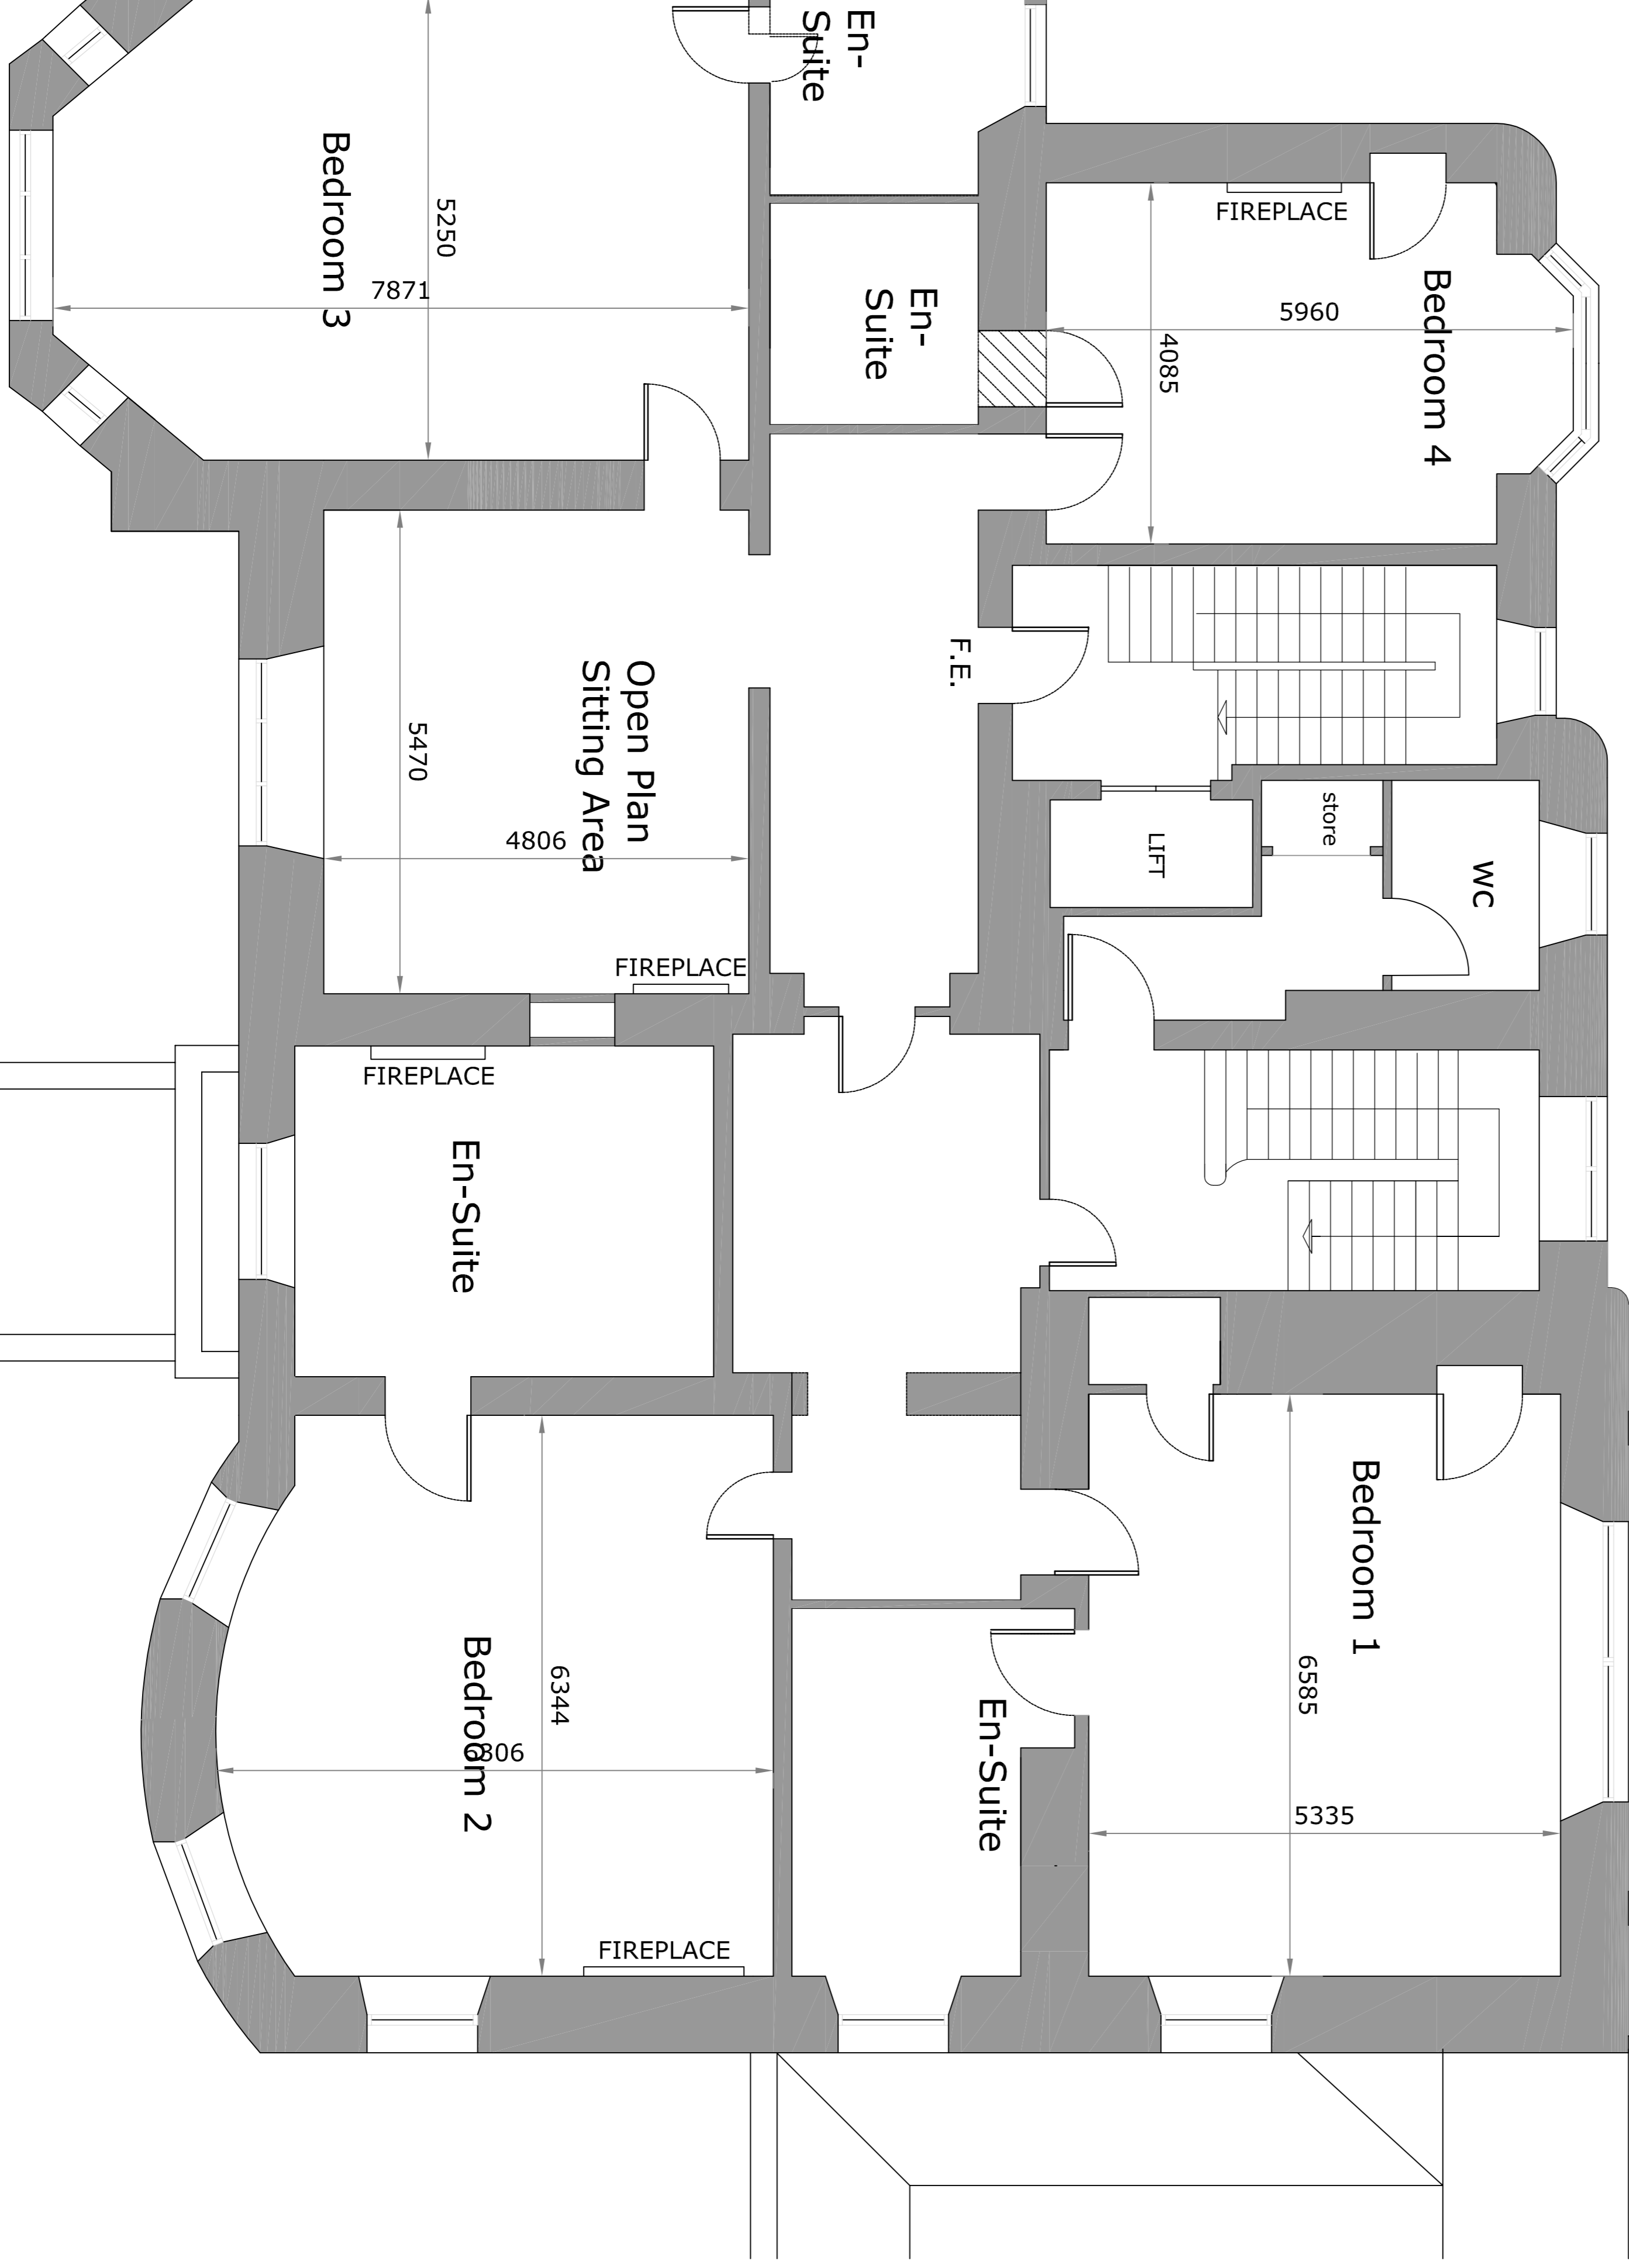 En-
Suite
Bedroom 3
5250
7871
FIREPLACE
Bedroom 4
5960
4085
En-
Suite
F.E.
Open Plan
Sitting Area
5470
4806
FIREPLACE
LIFT
store
WC
FIREPLACE
En-Suite
Bedroom 1
6585
5335
Bedroom 2
6344
6306
En-Suite
FIREPLACE